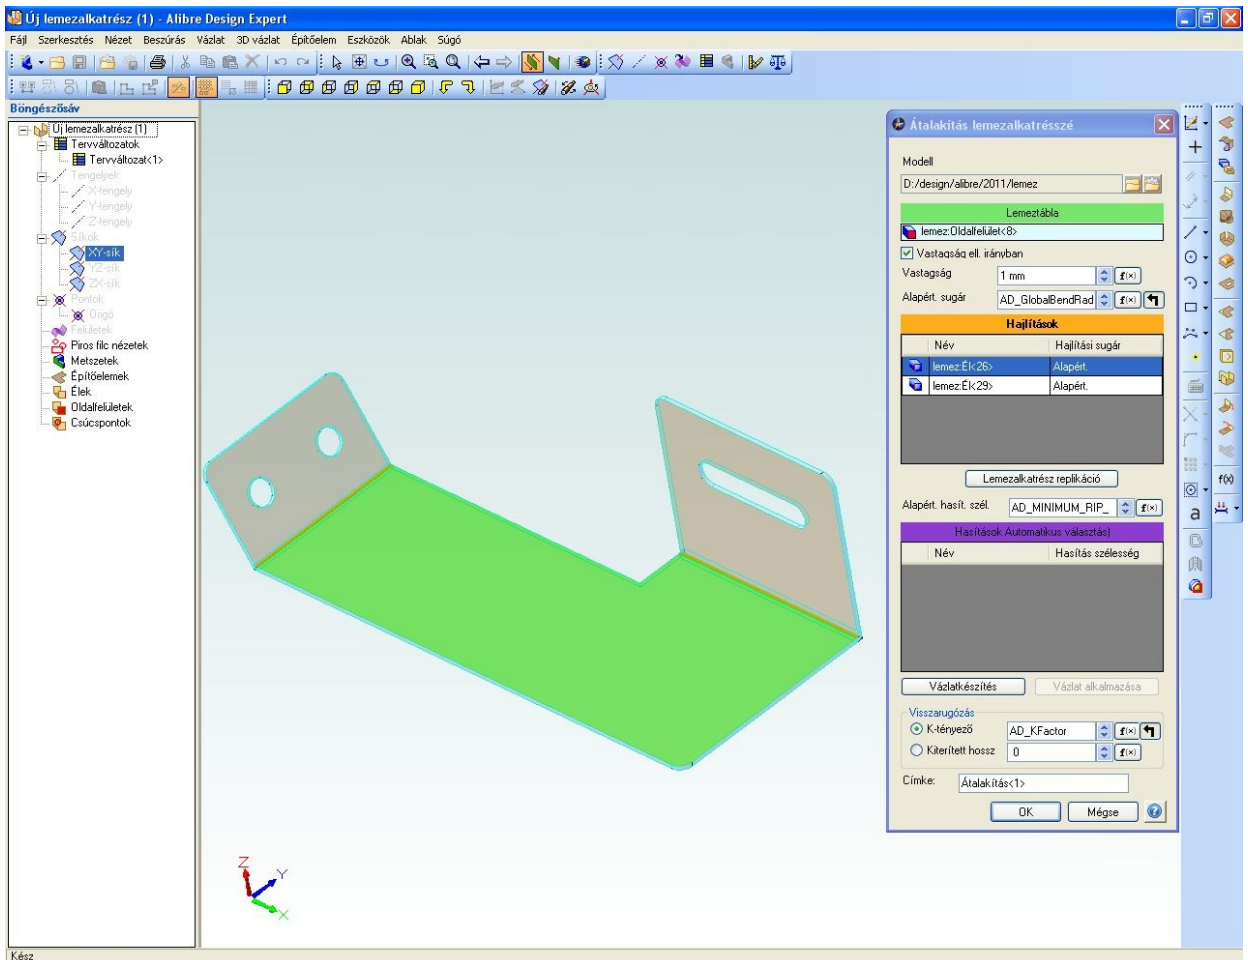 Új lemezalkatrész (1) - Alibre Design Expert
Fájl Szerkesztés Nézet Beszúrás Vázlat 3D vázlat Építőelem Eszközök Ablak Súgó
Böngészősáv
Új lemezalkatrész (1)
Tervváltozatok
Tervváltozat<1>
Tengelyek
X-tengely
Y-tengely
Z-tengely
Síkok
XY-sík
YZ-sík
ZX-sík
Pontok
Origó
Felületek
Piros filc nézetek
Metszetek
Építőelemek
Élek
Oldalfelületek
Csúcspontok
Z
Y
X
Átalakítás lemezalkatrésszé
Modell
D:/design/alibre/2011/lemez
Lemeztábla
lemez:Oldalfelület<8>
Vastagság ell. irányban
Vastagság 1 mm f(x)
Alapért. sugár AD_GlobalBendRad f(x)
Hajlítások
Név Hajlítási sugár
lemez:Él<26> Alapért.
lemez:Él<29> Alapért.
Lemezalkatrész replikáció
Alapért. hasít. szél. AD_MINIMUM_RIP_ f(x)
Hasítások Automatikus választás)
Név Hasítás szélesség
Vázlatkészítés Vázlat alkalmazása
Visszarugózás
K-tényező AD_KFactor f(x)
Kiterített hossz 0 f(x)
Címke: Átalakítás<1>
OK Mégse ?
a
f(x)
Kész